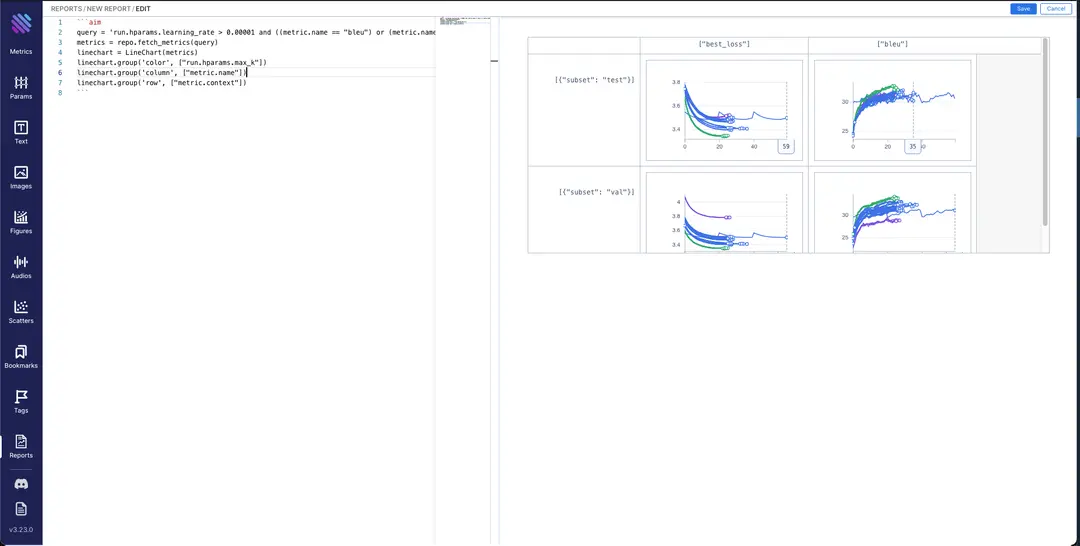 REPORTS / NEW REPORT / EDIT
Save
Cancel
Metrics
Params
Text
Images
Figures
Audios
Scatters
Bookmarks
Tags
Reports
v3.23.0
1 ```aim
2 query = 'run.hparams.learning_rate > 0.00001 and ((metric.name == "bleu") or (metric.name
3 metrics = repo.fetch_metrics(query)
4 linechart = LineChart(metrics)
5 linechart.group('color', ["run.hparams.max_k"])
6 linechart.group('column', ["metric.name"])
7 linechart.group('row', ["metric.context"])
8 ```
["best_loss"]
["bleu"]
[{"subset": "test"}]
3.8
3.6
3.4
0 20 40 59
30
25
0 20 35
[{"subset": "val"}]
4
3.8
3.6
3.4
30
25